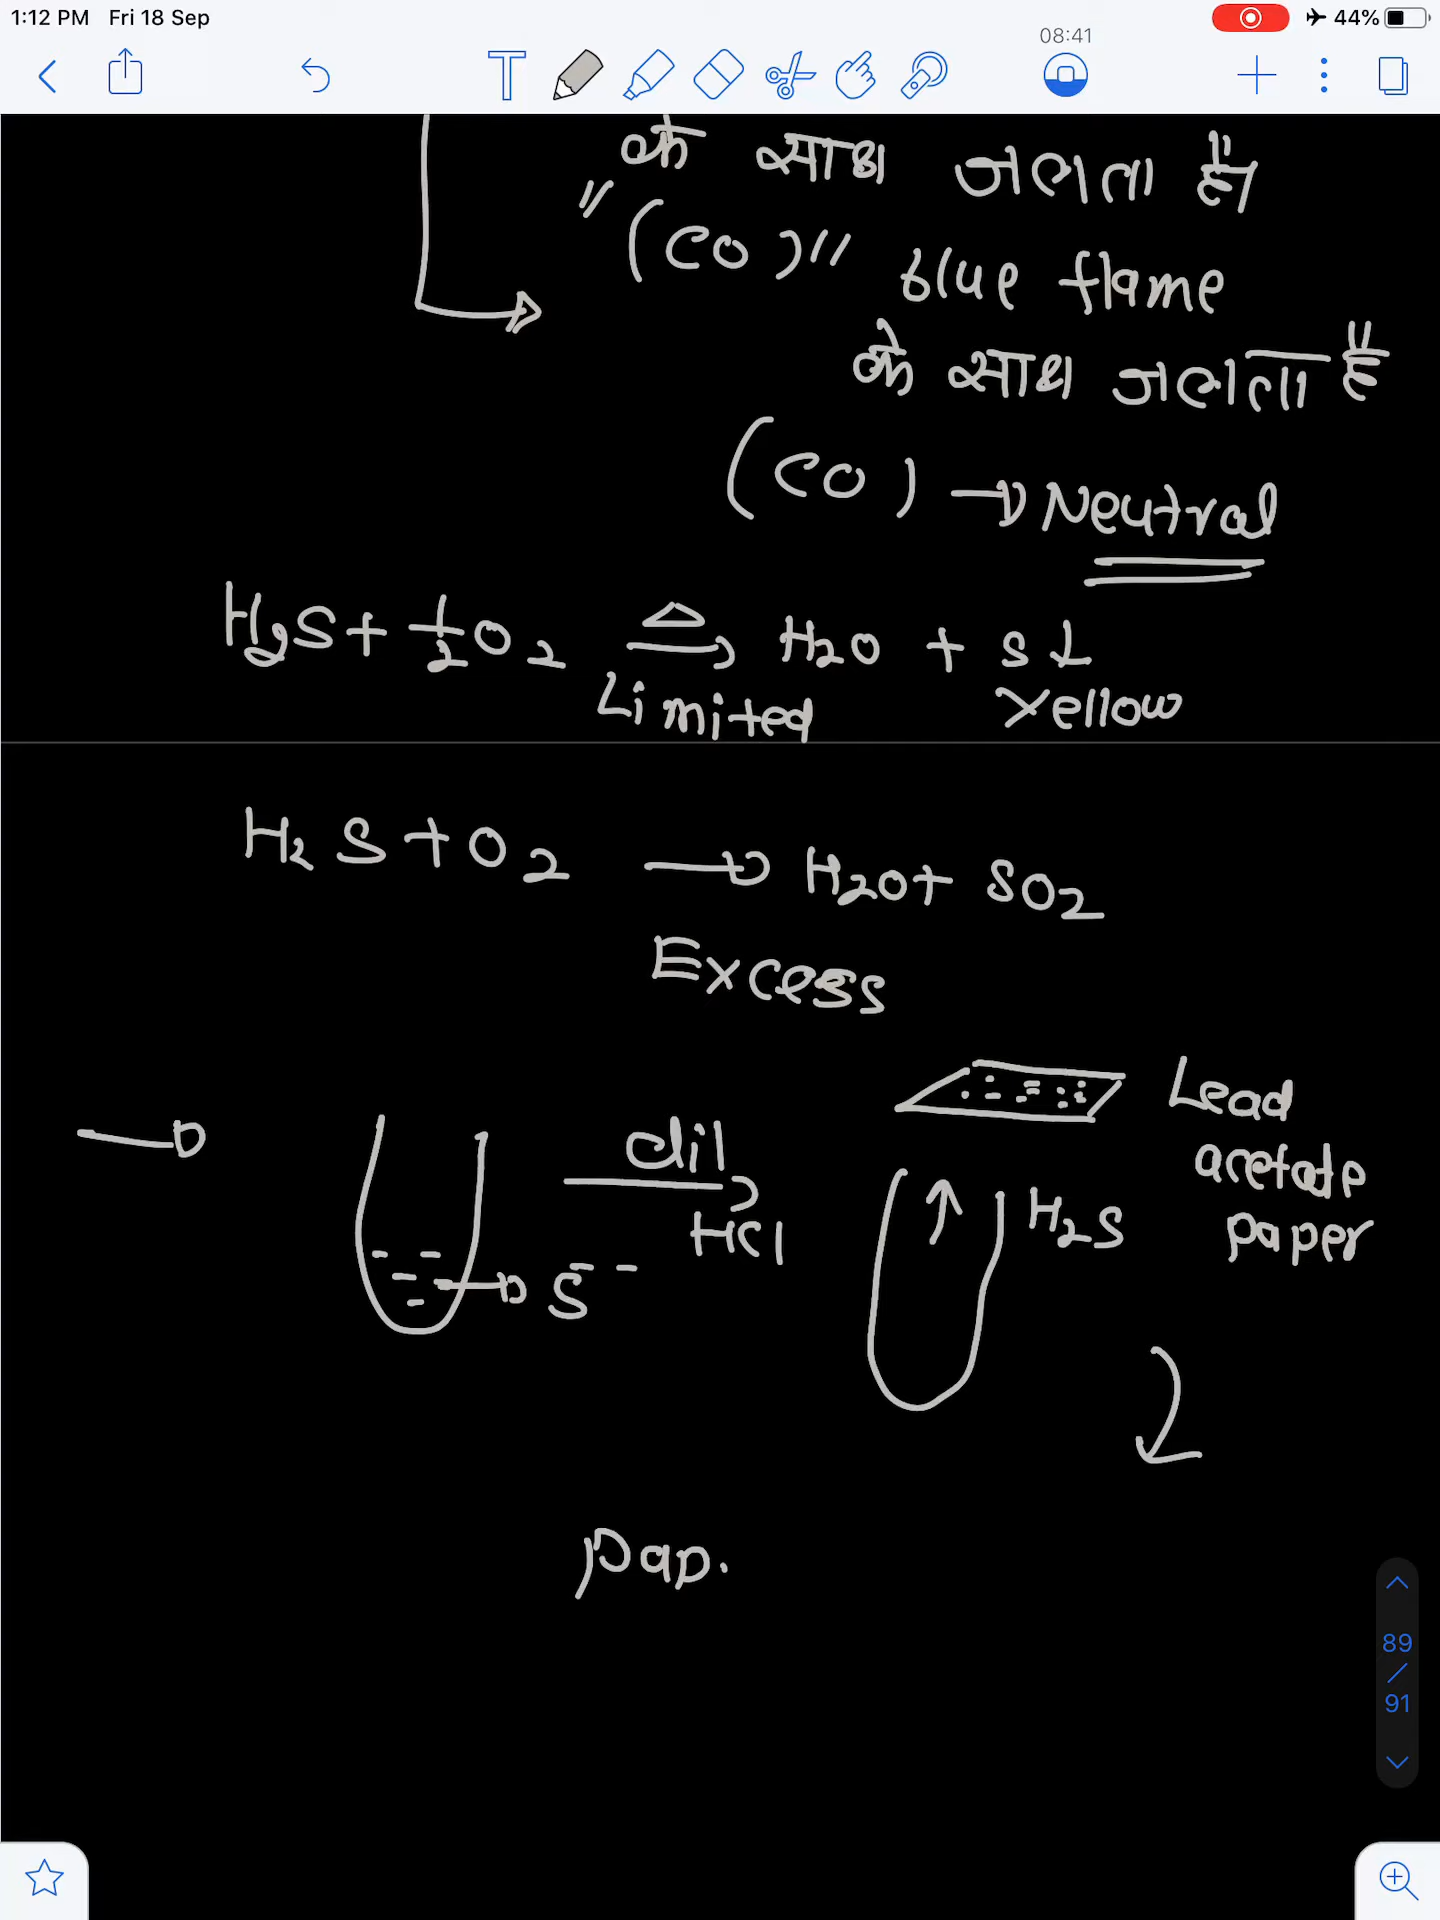 1:12 PM Fri 18 Sep
44%
08:41
के साथ जलता है"
"(CO)" blue flame
के साथ जलता है"
(CO) → Neutral
H2S + 1/2 O2 →Δ H2O + S↓
Limited Yellow
H2S + O2 → H2O + SO2
Excess
Lead
acetate
paper
dil
HCl
H2S
S--
pap.
89
/
91